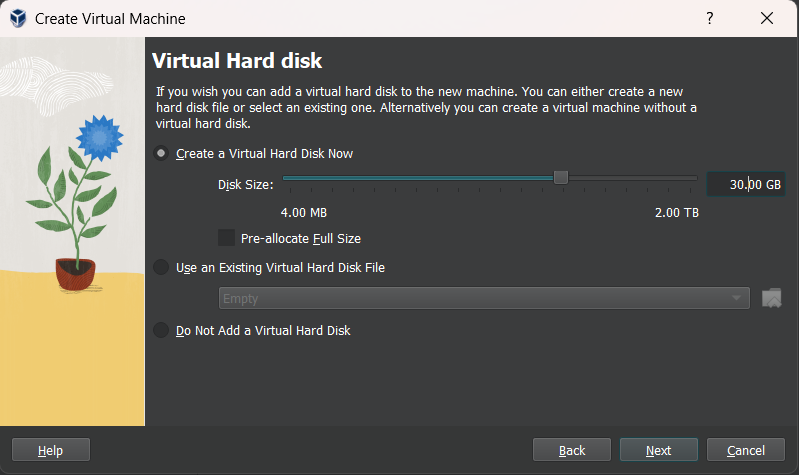 Create Virtual Machine
?
Virtual Hard disk
If you wish you can add a virtual hard disk to the new machine. You can either create a new
hard disk file or select an existing one. Alternatively you can create a virtual machine without a
virtual hard disk.
Create a Virtual Hard Disk Now
Disk Size:
30.00 GB
4.00 MB
2.00 TB
Pre-allocate Full Size
Use an Existing Virtual Hard Disk File
Empty
Do Not Add a Virtual Hard Disk
Help
Back
Next
Cancel